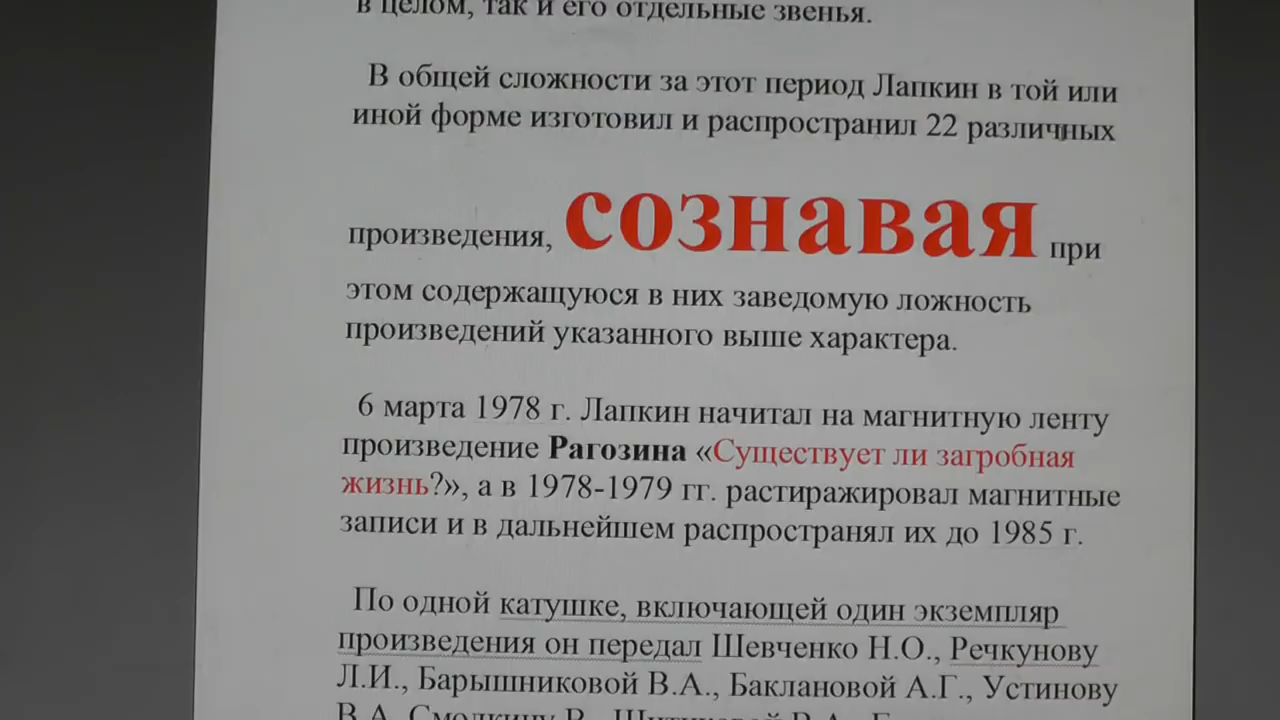 в целом, так и его отдельные звенья.
В общей сложности за этот период Лапкин в той или
иной форме изготовил и распространил 22 различных
произведения, сознавая при
этом содержащуюся в них заведомую ложность
произведений указанного выше характера.
6 марта 1978 г. Лапкин начитал на магнитную ленту
произведение Рагозина «Существует ли загробная
жизнь?», а в 1978-1979 гг. растиражировал магнитные
записи и в дальнейшем распространял их до 1985 г.
По одной катушке, включающей один экземпляр
произведения он передал Шевченко Н.О., Речкунову
Л.И., Барышниковой В.А., Баклановой А.Г., Устинову
В.А. Смолкину В.,